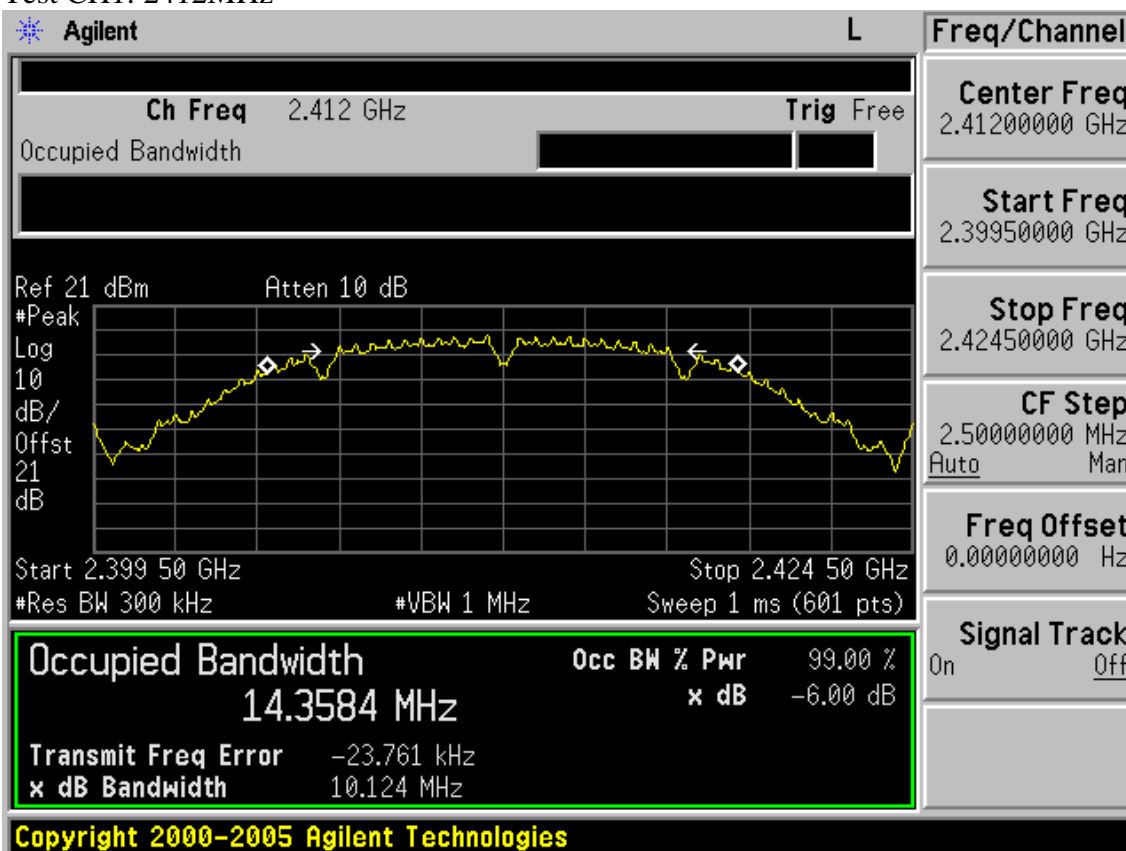 Agilent L Freq/Channel
Ch Freq 2.412 GHz Trig Free
Occupied Bandwidth
Center Freq
2.41200000 GHz
Start Freq
2.39950000 GHz
Stop Freq
2.42450000 GHz
CF Step
2.50000000 MHz
Auto Man
Freq Offset
0.00000000 Hz
Signal Track
On Off
Ref 21 dBm Atten 10 dB
#Peak
Log
10
dB/
Offst
21
dB
Start 2.399 50 GHz Stop 2.424 50 GHz
#Res BW 300 kHz #VBW 1 MHz Sweep 1 ms (601 pts)
Occupied Bandwidth Occ BW % Pwr 99.00 %
14.3584 MHz x dB -6.00 dB
Transmit Freq Error -23.761 kHz
x dB Bandwidth 10.124 MHz
Copyright 2000-2005 Agilent Technologies